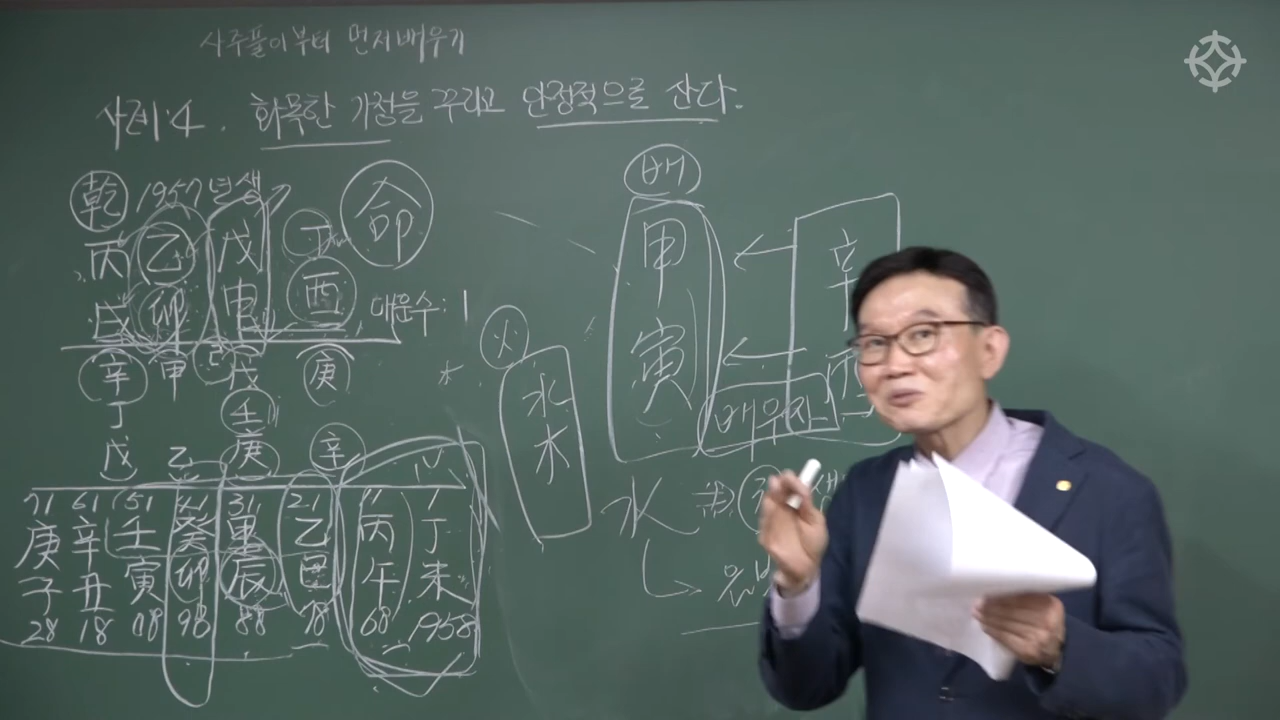 사주풀이부터 먼저배우기
사례:4. 화목한 가정을 꾸리고 안정적으로 산다.
乾 1957년생 命
丙 乙 戊 丁
戌 卯 申 酉 대운수:1
辛 甲 戊 庚
丁 壬
戊 乙 庚 辛
71 61 51 41 31 21 11 1
庚 辛 壬 癸 甲 乙 丙 丁
子 丑 寅 卯 辰 巳 午 未
28 18 08 98 88 78 68 1958
火
水
水
배
甲 辛
寅
배우자
水